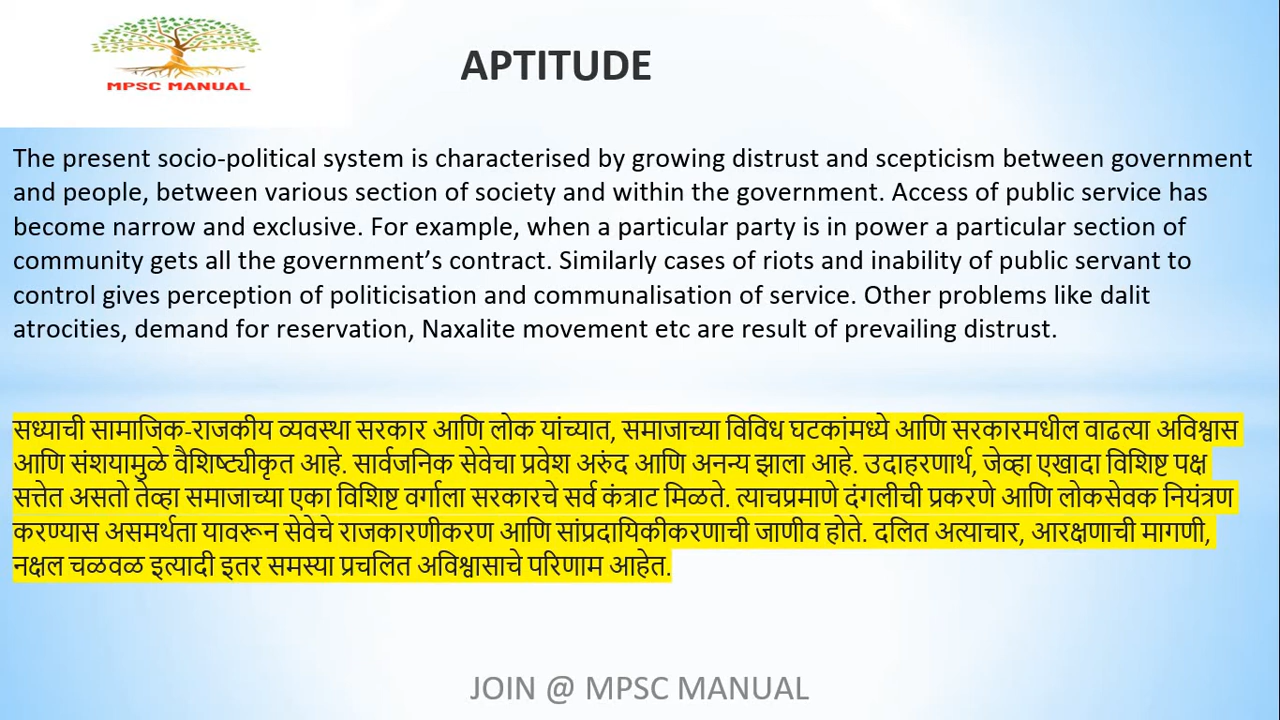 MPSC MANUAL
APTITUDE
The present socio-political system is characterised by growing distrust and scepticism between government
and people, between various section of society and within the government. Access of public service has
become narrow and exclusive. For example, when a particular party is in power a particular section of
community gets all the government’s contract. Similarly cases of riots and inability of public servant to
control gives perception of politicisation and communalisation of service. Other problems like dalit
atrocities, demand for reservation, Naxalite movement etc are result of prevailing distrust.
सध्याची सामाजिक-राजकीय व्यवस्था सरकार आणि लोक यांच्यात, समाजाच्या विविध घटकांमध्ये आणि सरकारमधील वाढत्या अविश्वास
आणि संशयामुळे वैशिष्ट्यीकृत आहे. सार्वजनिक सेवेचा प्रवेश अरुंद आणि अनन्य झाला आहे. उदाहरणार्थ, जेव्हा एखादा विशिष्ट पक्ष
सत्तेत असतो तेव्हा समाजाच्या एका विशिष्ट वर्गाला सरकारचे सर्व कंत्राट मिळते. त्याचप्रमाणे दंगलीची प्रकरणे आणि लोकसेवक नियंत्रण
करण्यास असमर्थता यावरून सेवेचे राजकारणीकरण आणि सांप्रदायिकीकरणाची जाणीव होते. दलित अत्याचार, आरक्षणाची मागणी,
नक्षल चळवळ इत्यादी इतर समस्या प्रचलित अविश्वासाचे परिणाम आहेत.
JOIN @ MPSC MANUAL